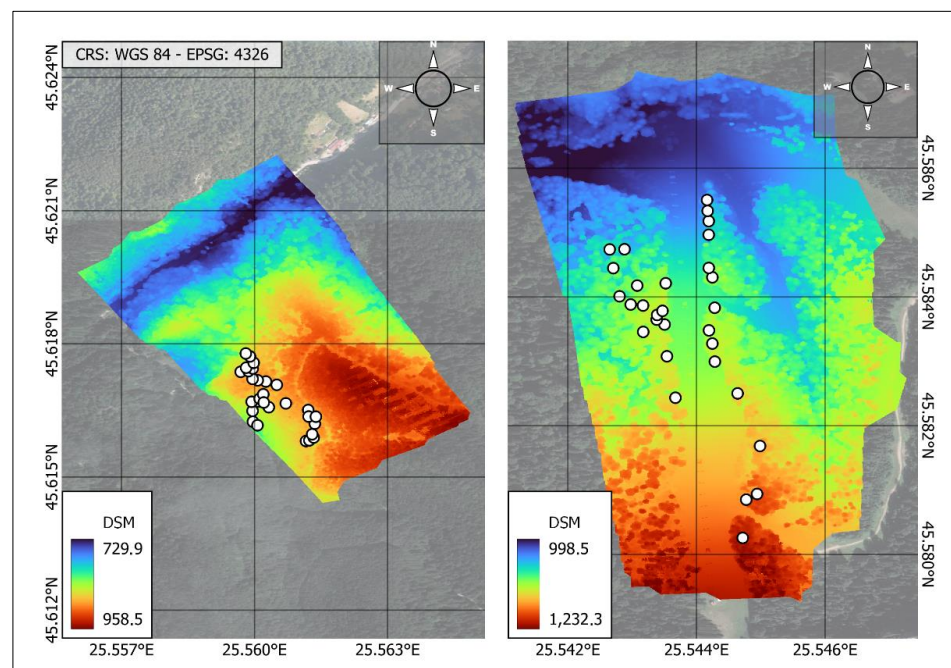 CRS: WGS 84 - EPSG: 4326
N
W E
S
N
W E
S
45.624°N
45.621°N
45.618°N
45.615°N
45.612°N
45.586°N
45.584°N
45.582°N
45.580°N
DSM
729.9
958.5
DSM
998.5
1,232.3
25.557°E
25.560°E
25.563°E
25.542°E
25.544°E
25.546°E